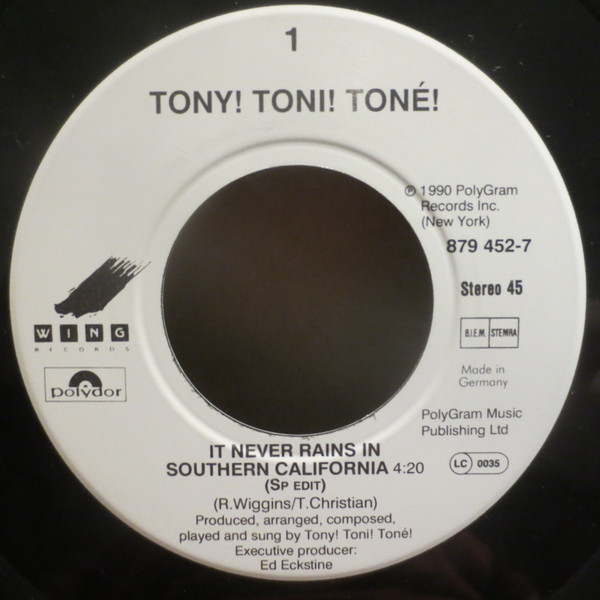 1
TONY! TONI! TONÉ!
℗ 1990 PolyGram
Records Inc.
(New York)
879 452-7
Stereo 45
B.I.E.M. STEMRA
Made in
Germany
PolyGram Music
Publishing Ltd
LC 0035
WING
RECORDS
polydor
IT NEVER RAINS IN
SOUTHERN CALIFORNIA 4:20
(SP EDIT)
(R.Wiggins/T.Christian)
Produced, arranged, composed,
played and sung by Tony! Toni! Toné!
Executive producer:
Ed Eckstine